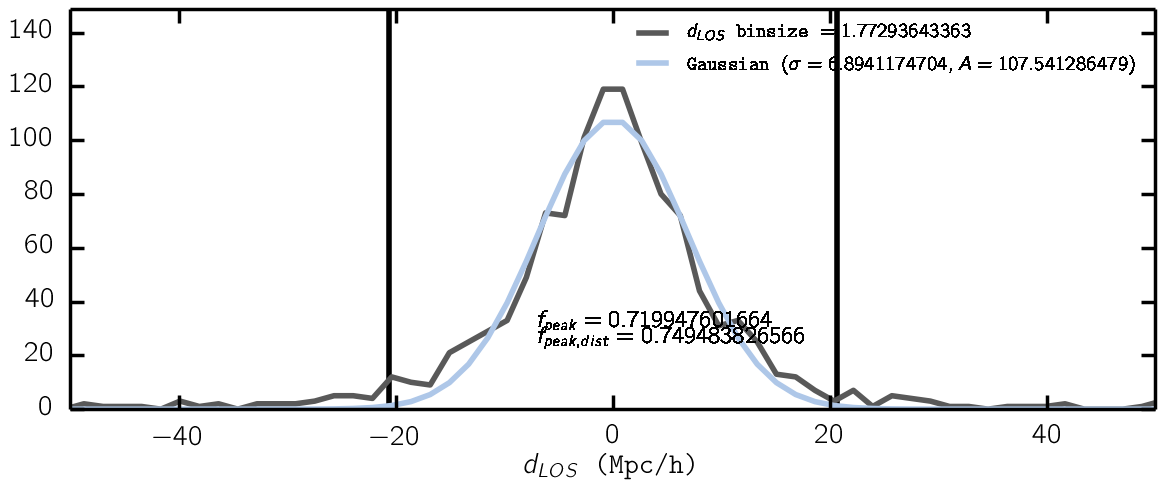 140
120
100
80
60
40
20
0
d_LOS binsize = 1.77293643363
Gaussian (σ = 6.8941174704, A = 107.541286479)
f_peak = 0.719947601664
f_peak,dist = 0.749483826566
−40 −20 0 20 40
d_LOS (Mpc/h)